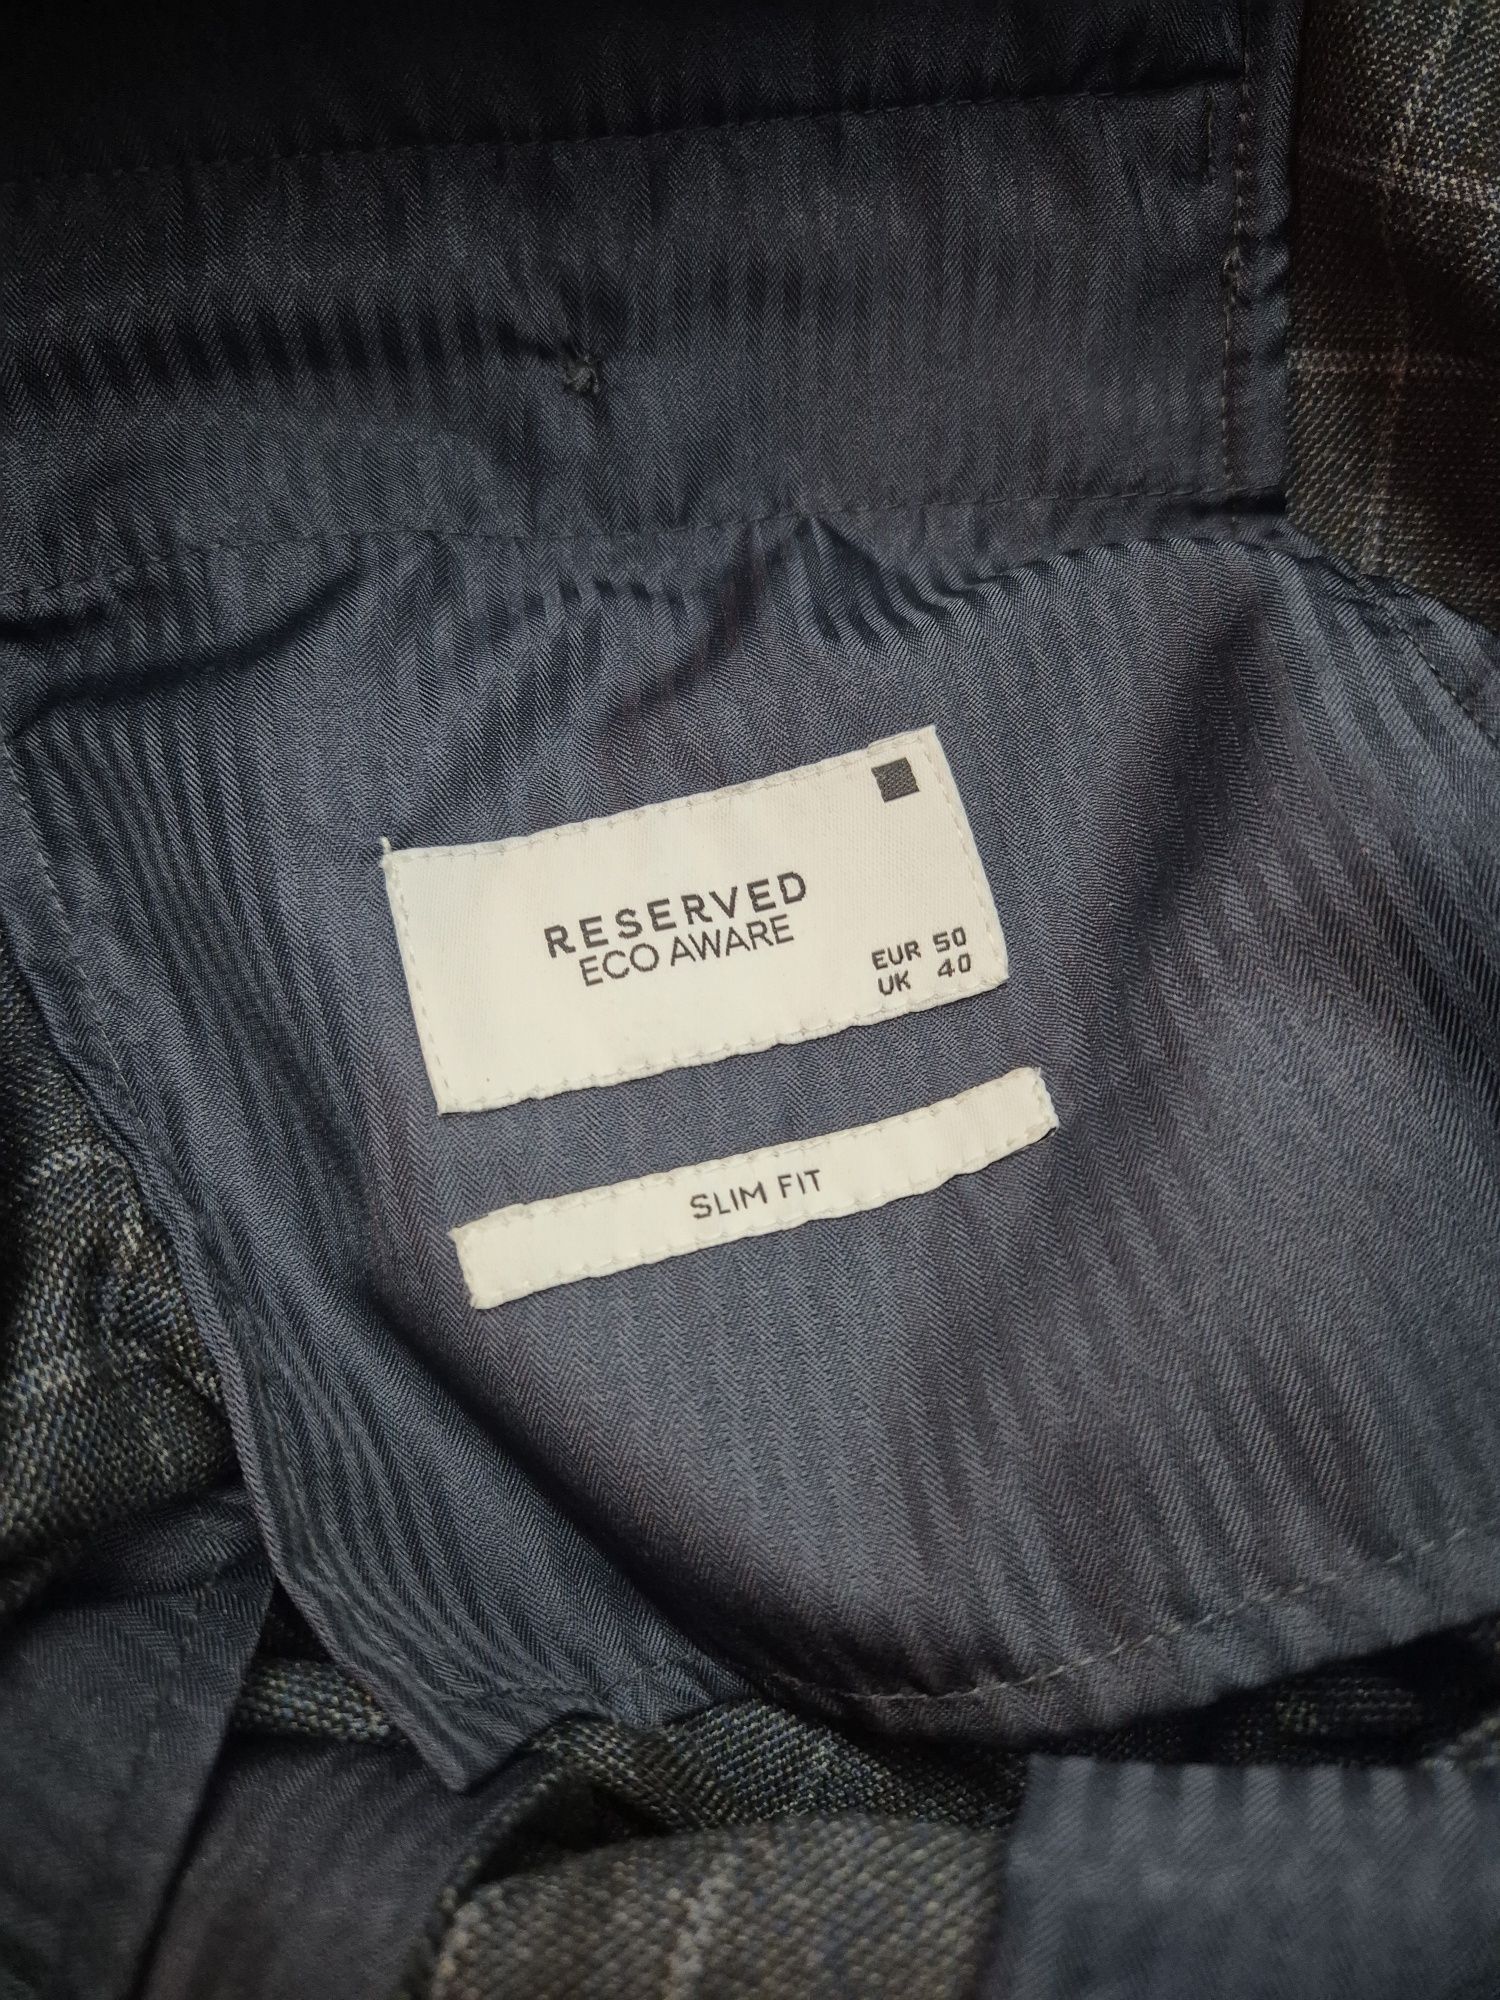 RESERVED
ECO AWARE
EUR 50
UK 40
SLIM FIT